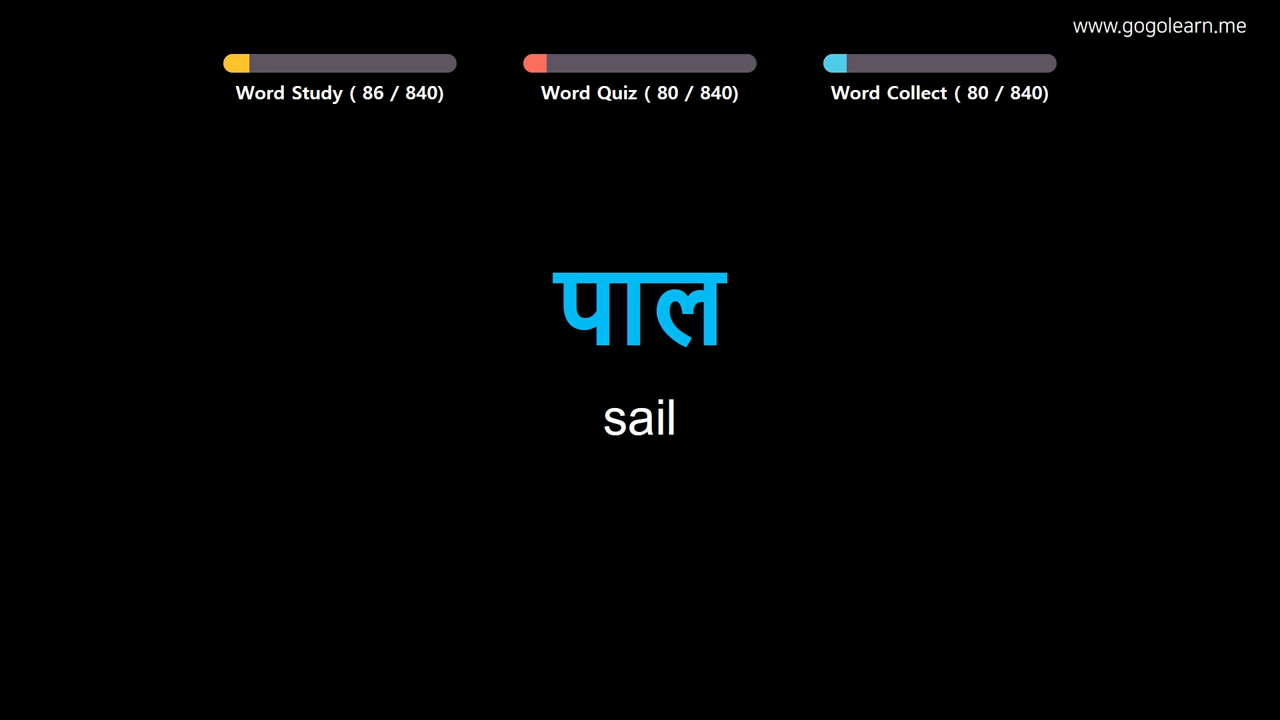 www.gogolearn.me
Word Study ( 86 / 840)
Word Quiz ( 80 / 840)
Word Collect ( 80 / 840)
पाल
sail